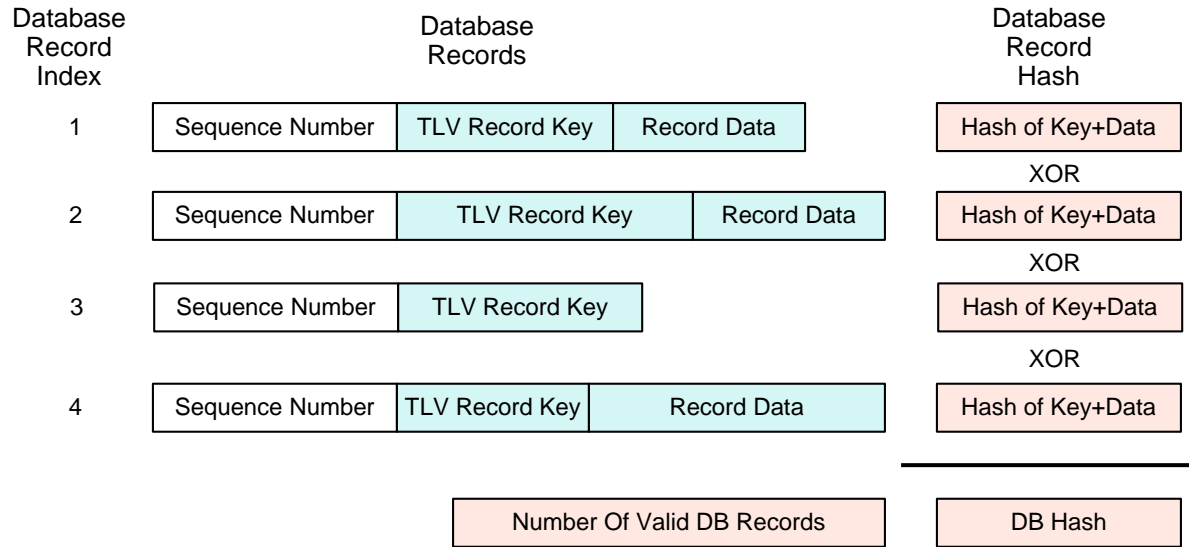 Database
Record
Index
Database
Records
Database
Record
Hash
1
Sequence Number
TLV Record Key
Record Data
Hash of Key+Data
XOR
2
Sequence Number
TLV Record Key
Record Data
Hash of Key+Data
XOR
3
Sequence Number
TLV Record Key
Hash of Key+Data
XOR
4
Sequence Number
TLV Record Key
Record Data
Hash of Key+Data
Number Of Valid DB Records
DB Hash